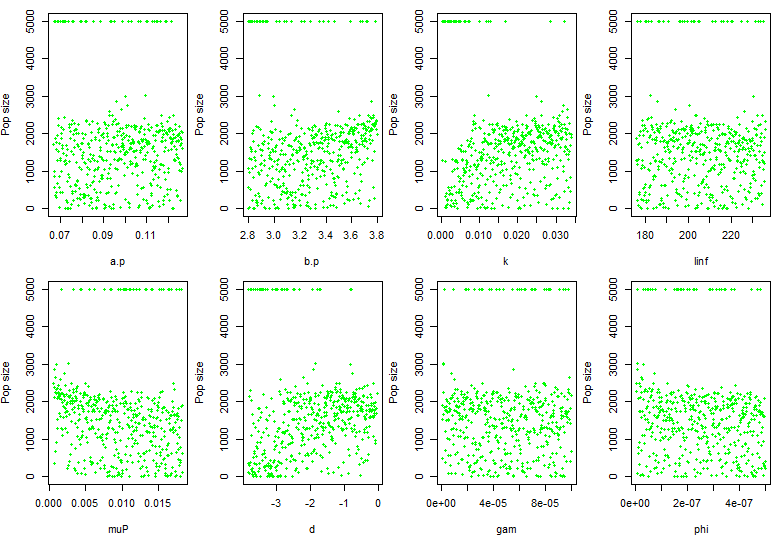 Pop size
0 1000 2000 3000 4000 5000
0.07 0.09 0.11
a.p
Pop size
0 1000 2000 3000 4000 5000
2.8 3.0 3.2 3.4 3.6 3.8
b.p
Pop size
0 1000 2000 3000 4000 5000
0.000 0.010 0.020 0.030
k
Pop size
0 1000 2000 3000 4000 5000
180 200 220
linf
Pop size
0 1000 2000 3000 4000 5000
0.000 0.005 0.010 0.015
muP
Pop size
0 1000 2000 3000 4000 5000
-3 -2 -1 0
d
Pop size
0 1000 2000 3000 4000 5000
0e+00 4e-05 8e-05
gam
Pop size
0 1000 2000 3000 4000 5000
0e+00 2e-07 4e-07
phi